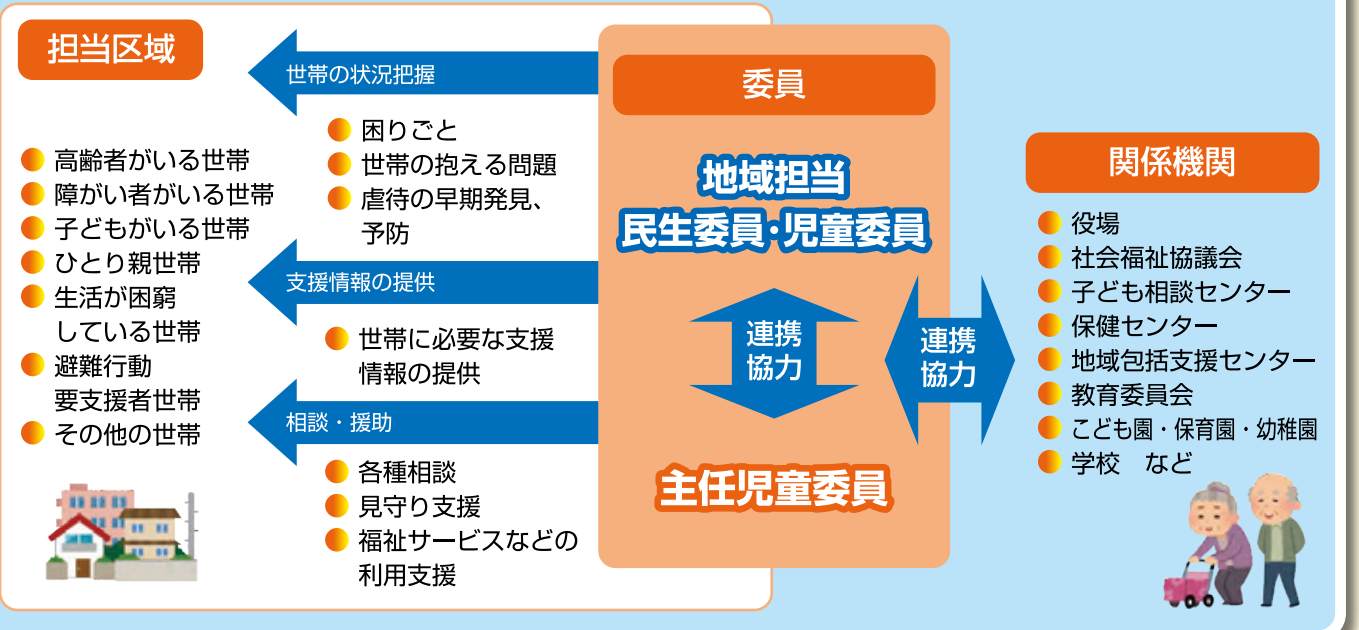 担当区域
高齢者がいる世帯
障がい者がいる世帯
子どもがいる世帯
ひとり親世帯
生活が困窮
している世帯
避難行動
要支援者世帯
その他の世帯
世帯の状況把握
困りごと
世帯の抱える問題
虐待の早期発見、
予防
支援情報の提供
世帯に必要な支援
情報の提供
相談・援助
各種相談
見守り支援
福祉サービスなどの
利用支援
委員
地域担当
民生委員・児童委員
連携
協力
主任児童委員
連携
協力
関係機関
役場
社会福祉協議会
子ども相談センター
保健センター
地域包括支援センター
教育委員会
こども園・保育園・幼稚園
学校 など